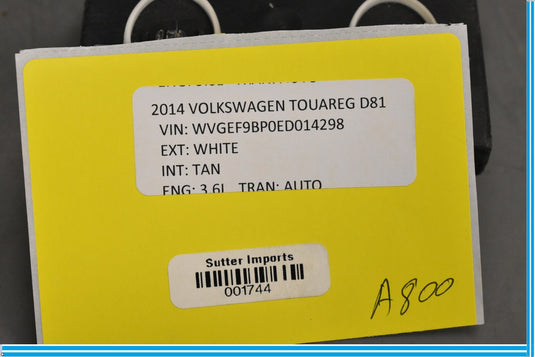 2014 VOLKSWAGEN TOUAREG D81
VIN: WVGEF9BP0ED014298
EXT: WHITE
INT: TAN
ENG: 3.6L TRAN: AUTO
Sutter Imports
001744
A800